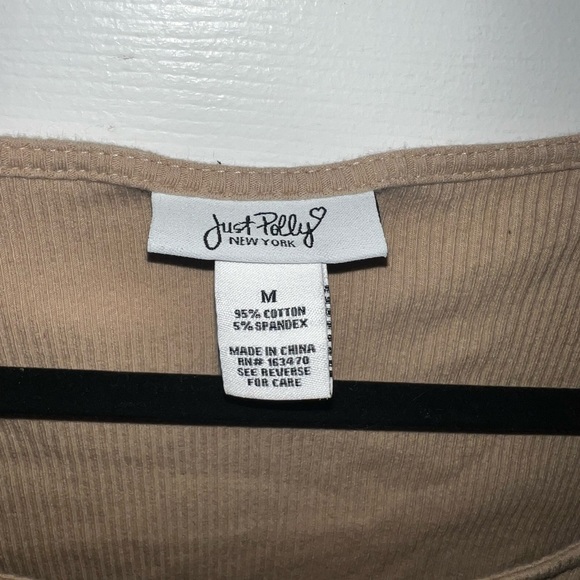 Just Polly
NEW YORK
M
95% COTTON
5% SPANDEX
MADE IN CHINA
RN# 163470
SEE REVERSE
FOR CARE